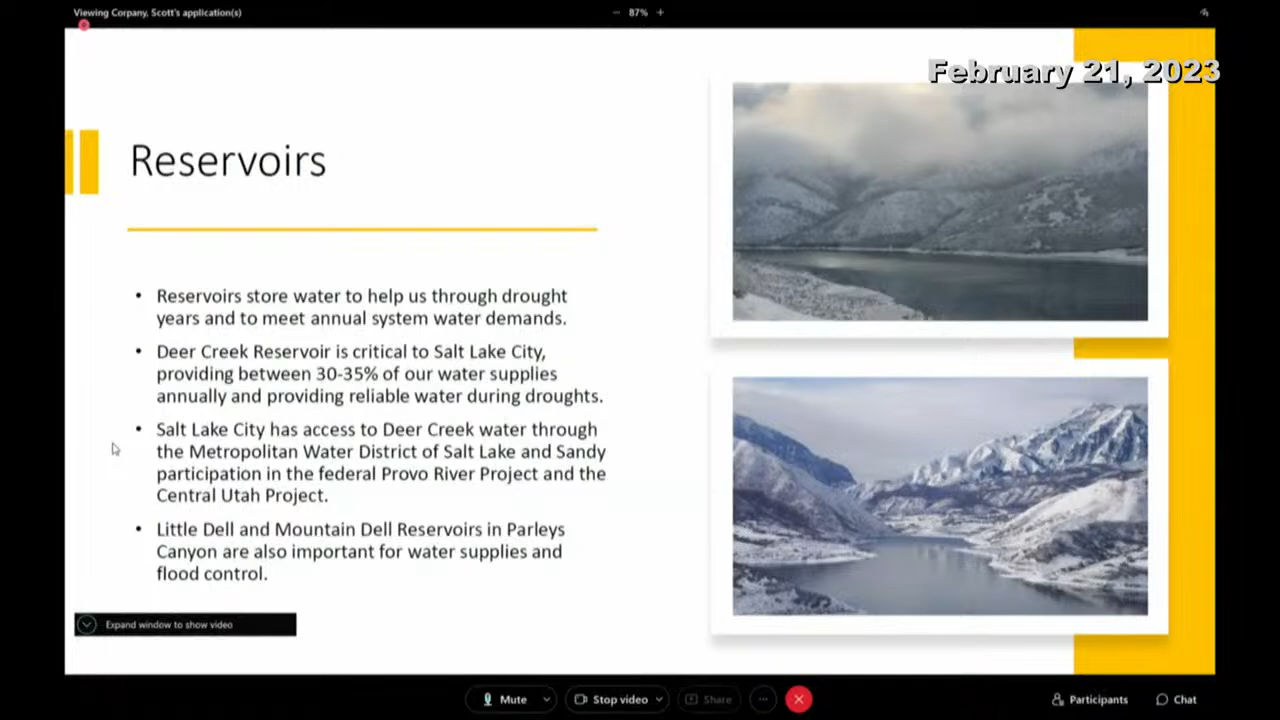 Viewing Corpany, Scott's application(s)
− 87% +
February 21, 2023
Reservoirs
• Reservoirs store water to help us through drought
years and to meet annual system water demands.
• Deer Creek Reservoir is critical to Salt Lake City,
providing between 30-35% of our water supplies
annually and providing reliable water during droughts.
• Salt Lake City has access to Deer Creek water through
the Metropolitan Water District of Salt Lake and Sandy
participation in the federal Provo River Project and the
Central Utah Project.
• Little Dell and Mountain Dell Reservoirs in Parleys
Canyon are also important for water supplies and
flood control.
Expand window to show video
Mute
Stop video
Share
Participants
Chat